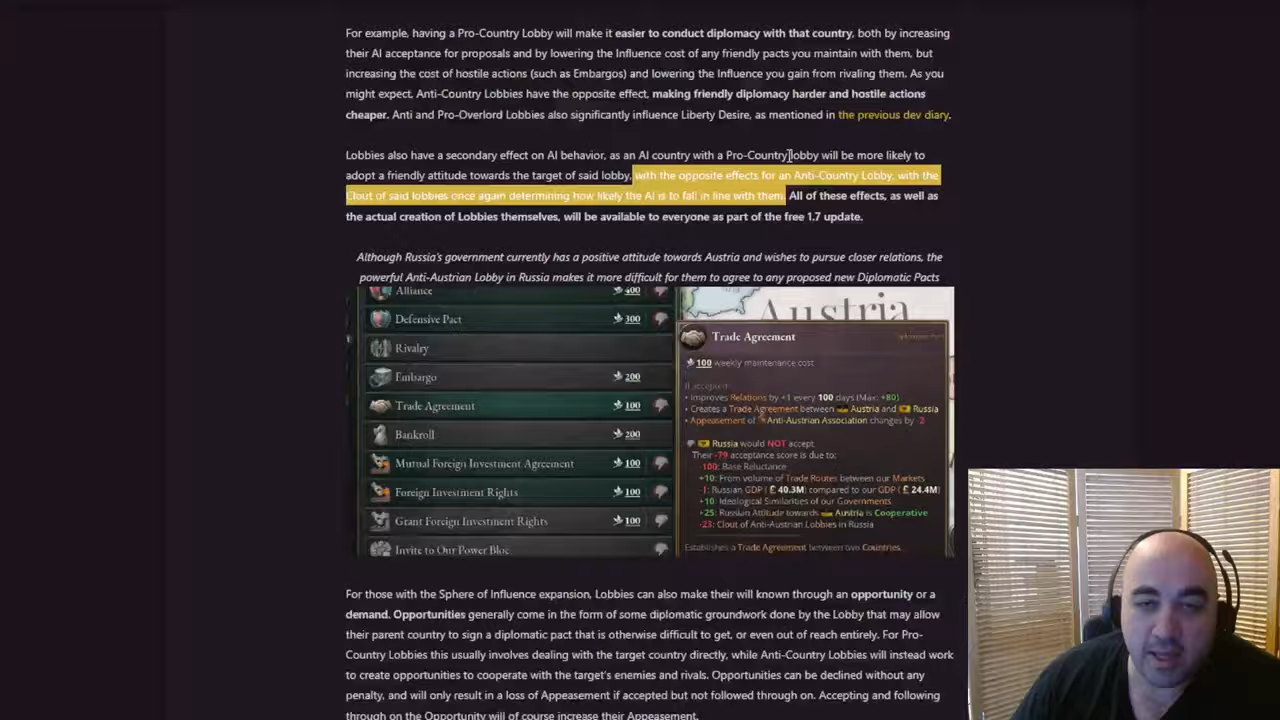 For example, having a Pro-Country Lobby will make it easier to conduct diplomacy with that country, both by increasing
their AI acceptance for proposals and by lowering the Influence cost of any friendly pacts you maintain with them, but
increasing the cost of hostile actions (such as Embargos) and lowering the Influence you gain from rivaling them. As you
might expect, Anti-Country Lobbies have the opposite effect, making friendly diplomacy harder and hostile actions
cheaper. Anti and Pro-Overlord Lobbies also significantly influence Liberty Desire, as mentioned in the previous dev diary.
Lobbies also have a secondary effect on AI behavior, as an AI country with a Pro-Country lobby will be more likely to
adopt a friendly attitude towards the target of said lobby, with the opposite effects for an Anti-Country Lobby, with the
Clout of said lobbies once again determining how likely the AI is to fall in line with them. All of these effects, as well as
the actual creation of Lobbies themselves, will be available to everyone as part of the free 1.7 update.
Although Russia's government currently has a positive attitude towards Austria and wishes to pursue closer relations, the
powerful Anti-Austrian Lobby in Russia makes it more difficult for them to agree to any proposed new Diplomatic Pacts
Alliance 400
Defensive Pact 300
Rivalry
Embargo 200
Trade Agreement 100
Bankroll 200
Mutual Foreign Investment Agreement 100
Foreign Investment Rights 100
Grant Foreign Investment Rights 100
Invite to Our Power Bloc
Austria
Trade Agreement
100 weekly maintenance cost
If accepted:
• Improves Relations by +1 every 100 days (Max: +80)
• Creates a Trade Agreement between Austria and Russia
• Appeasement of Anti-Austrian Association changes by -2
Russia would NOT accept
Their -79 acceptance score is due to:
-100: Base Reluctance
+10: From volume of Trade Routes between our Markets
-1: Russian GDP (£ 40.3M) compared to our GDP (£ 24.4M)
+10: Ideological Similarities of our Governments
+25: Russian Attitude towards Austria is Cooperative
-23: Clout of Anti-Austrian Lobbies in Russia
Establishes a Trade Agreement between two Countries.
For those with the Sphere of Influence expansion, Lobbies can also make their will known through an opportunity or a
demand. Opportunities generally come in the form of some diplomatic groundwork done by the Lobby that may allow
their parent country to sign a diplomatic pact that is otherwise difficult to get, or even out of reach entirely. For Pro-
Country Lobbies this usually involves dealing with the target country directly, while Anti-Country Lobbies will instead work
to create opportunities to cooperate with the target's enemies and rivals. Opportunities can be declined without any
penalty, and will only result in a loss of Appeasement if accepted but not followed through on. Accepting and following
through on the Opportunity will of course increase their Appeasement.